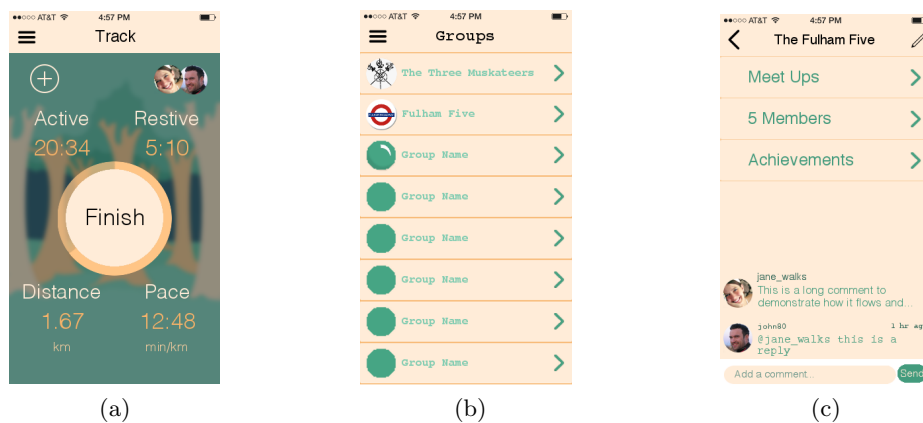 AT&T 4:57 PM
Track
Active Restive
20:34 5:10
Finish
Distance Pace
1.67 12:48
km min/km
(a)
AT&T 4:57 PM
Groups
The Three Muskateers
Fulham Five
Group Name
Group Name
Group Name
Group Name
Group Name
Group Name
(b)
AT&T 4:57 PM
The Fulham Five
Meet Ups
5 Members
Achievements
jane_walks
This is a long comment to
demonstrate how it flows and...
john80 1 hr ag
@jane_walks this is a
reply
Add a comment... Send
(c)